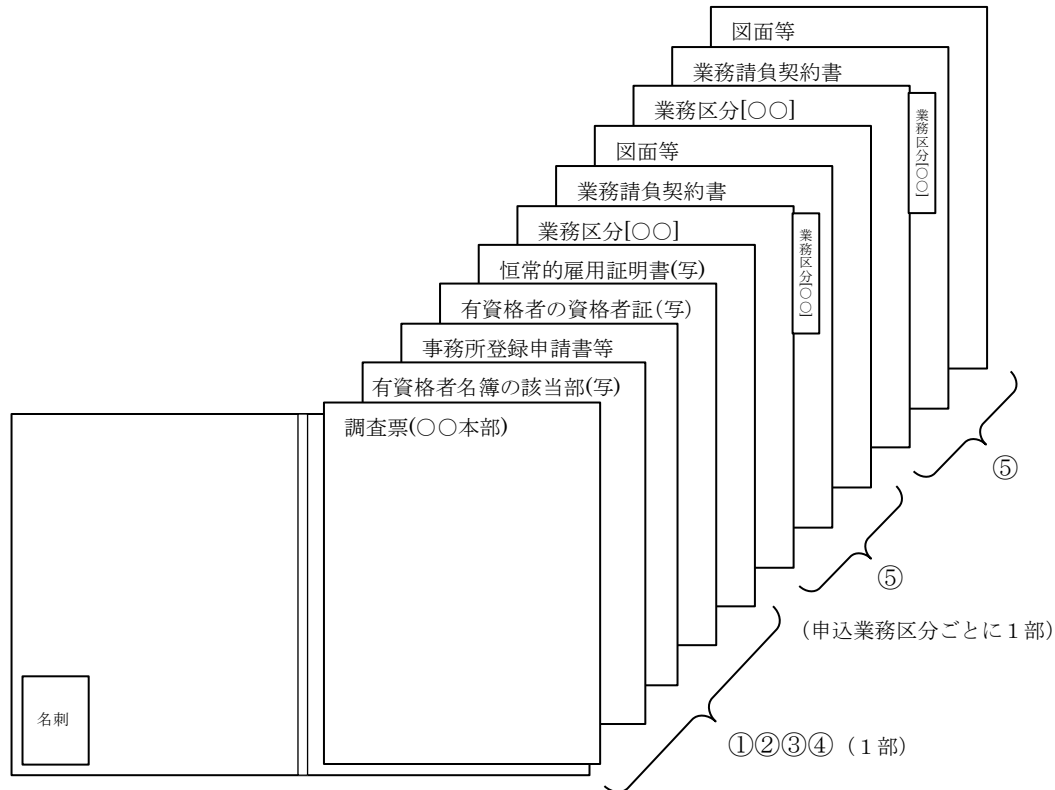 図面等
業務請負契約書
業務区分[○○]
業務区分[○○]
図面等
業務請負契約書
業務区分[○○]
業務区分[○○]
恒常的雇用証明書(写)
有資格者の資格者証(写)
事務所登録申請書等
有資格者名簿の該当部(写)
調査票(○○本部)
⑤
⑤
(申込業務区分ごとに１部)
名刺
①②③④（１部）